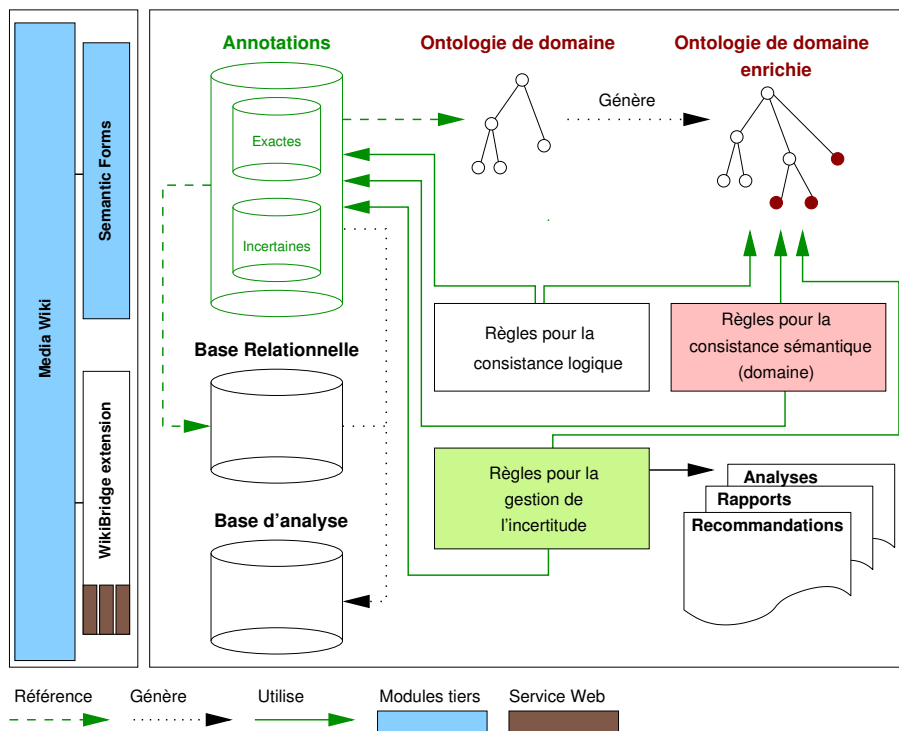 Media Wiki
Semantic Forms
WikiBridge extension
Annotations
Exactes
Incertaines
Ontologie de domaine
Génère
Ontologie de domaine
enrichie
Base Relationnelle
Base d'analyse
Règles pour la
consistance logique
Règles pour la
consistance sémantique
(domaine)
Règles pour la
gestion de
l'incertitude
Analyses
Rapports
Recommandations
Référence
Génère
Utilise
Modules tiers
Service Web